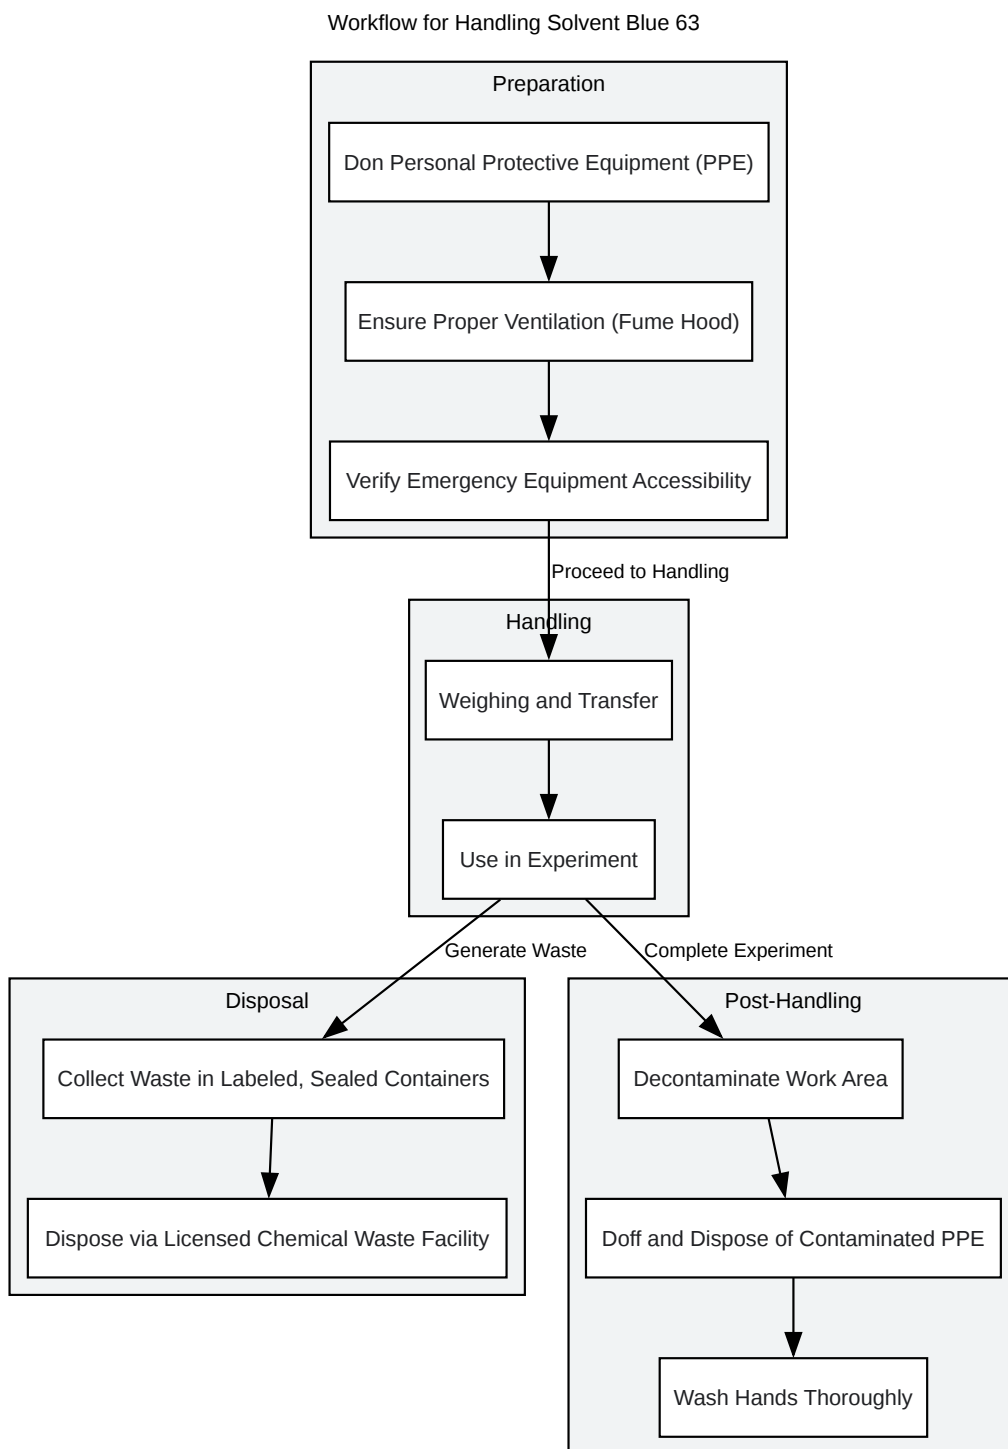 Workflow for Handling Solvent Blue 63
Preparation
Don Personal Protective Equipment (PPE)
Ensure Proper Ventilation (Fume Hood)
Verify Emergency Equipment Accessibility
Proceed to Handling
Handling
Weighing and Transfer
Use in Experiment
Generate Waste
Complete Experiment
Disposal
Collect Waste in Labeled, Sealed Containers
Dispose via Licensed Chemical Waste Facility
Post-Handling
Decontaminate Work Area
Doff and Dispose of Contaminated PPE
Wash Hands Thoroughly